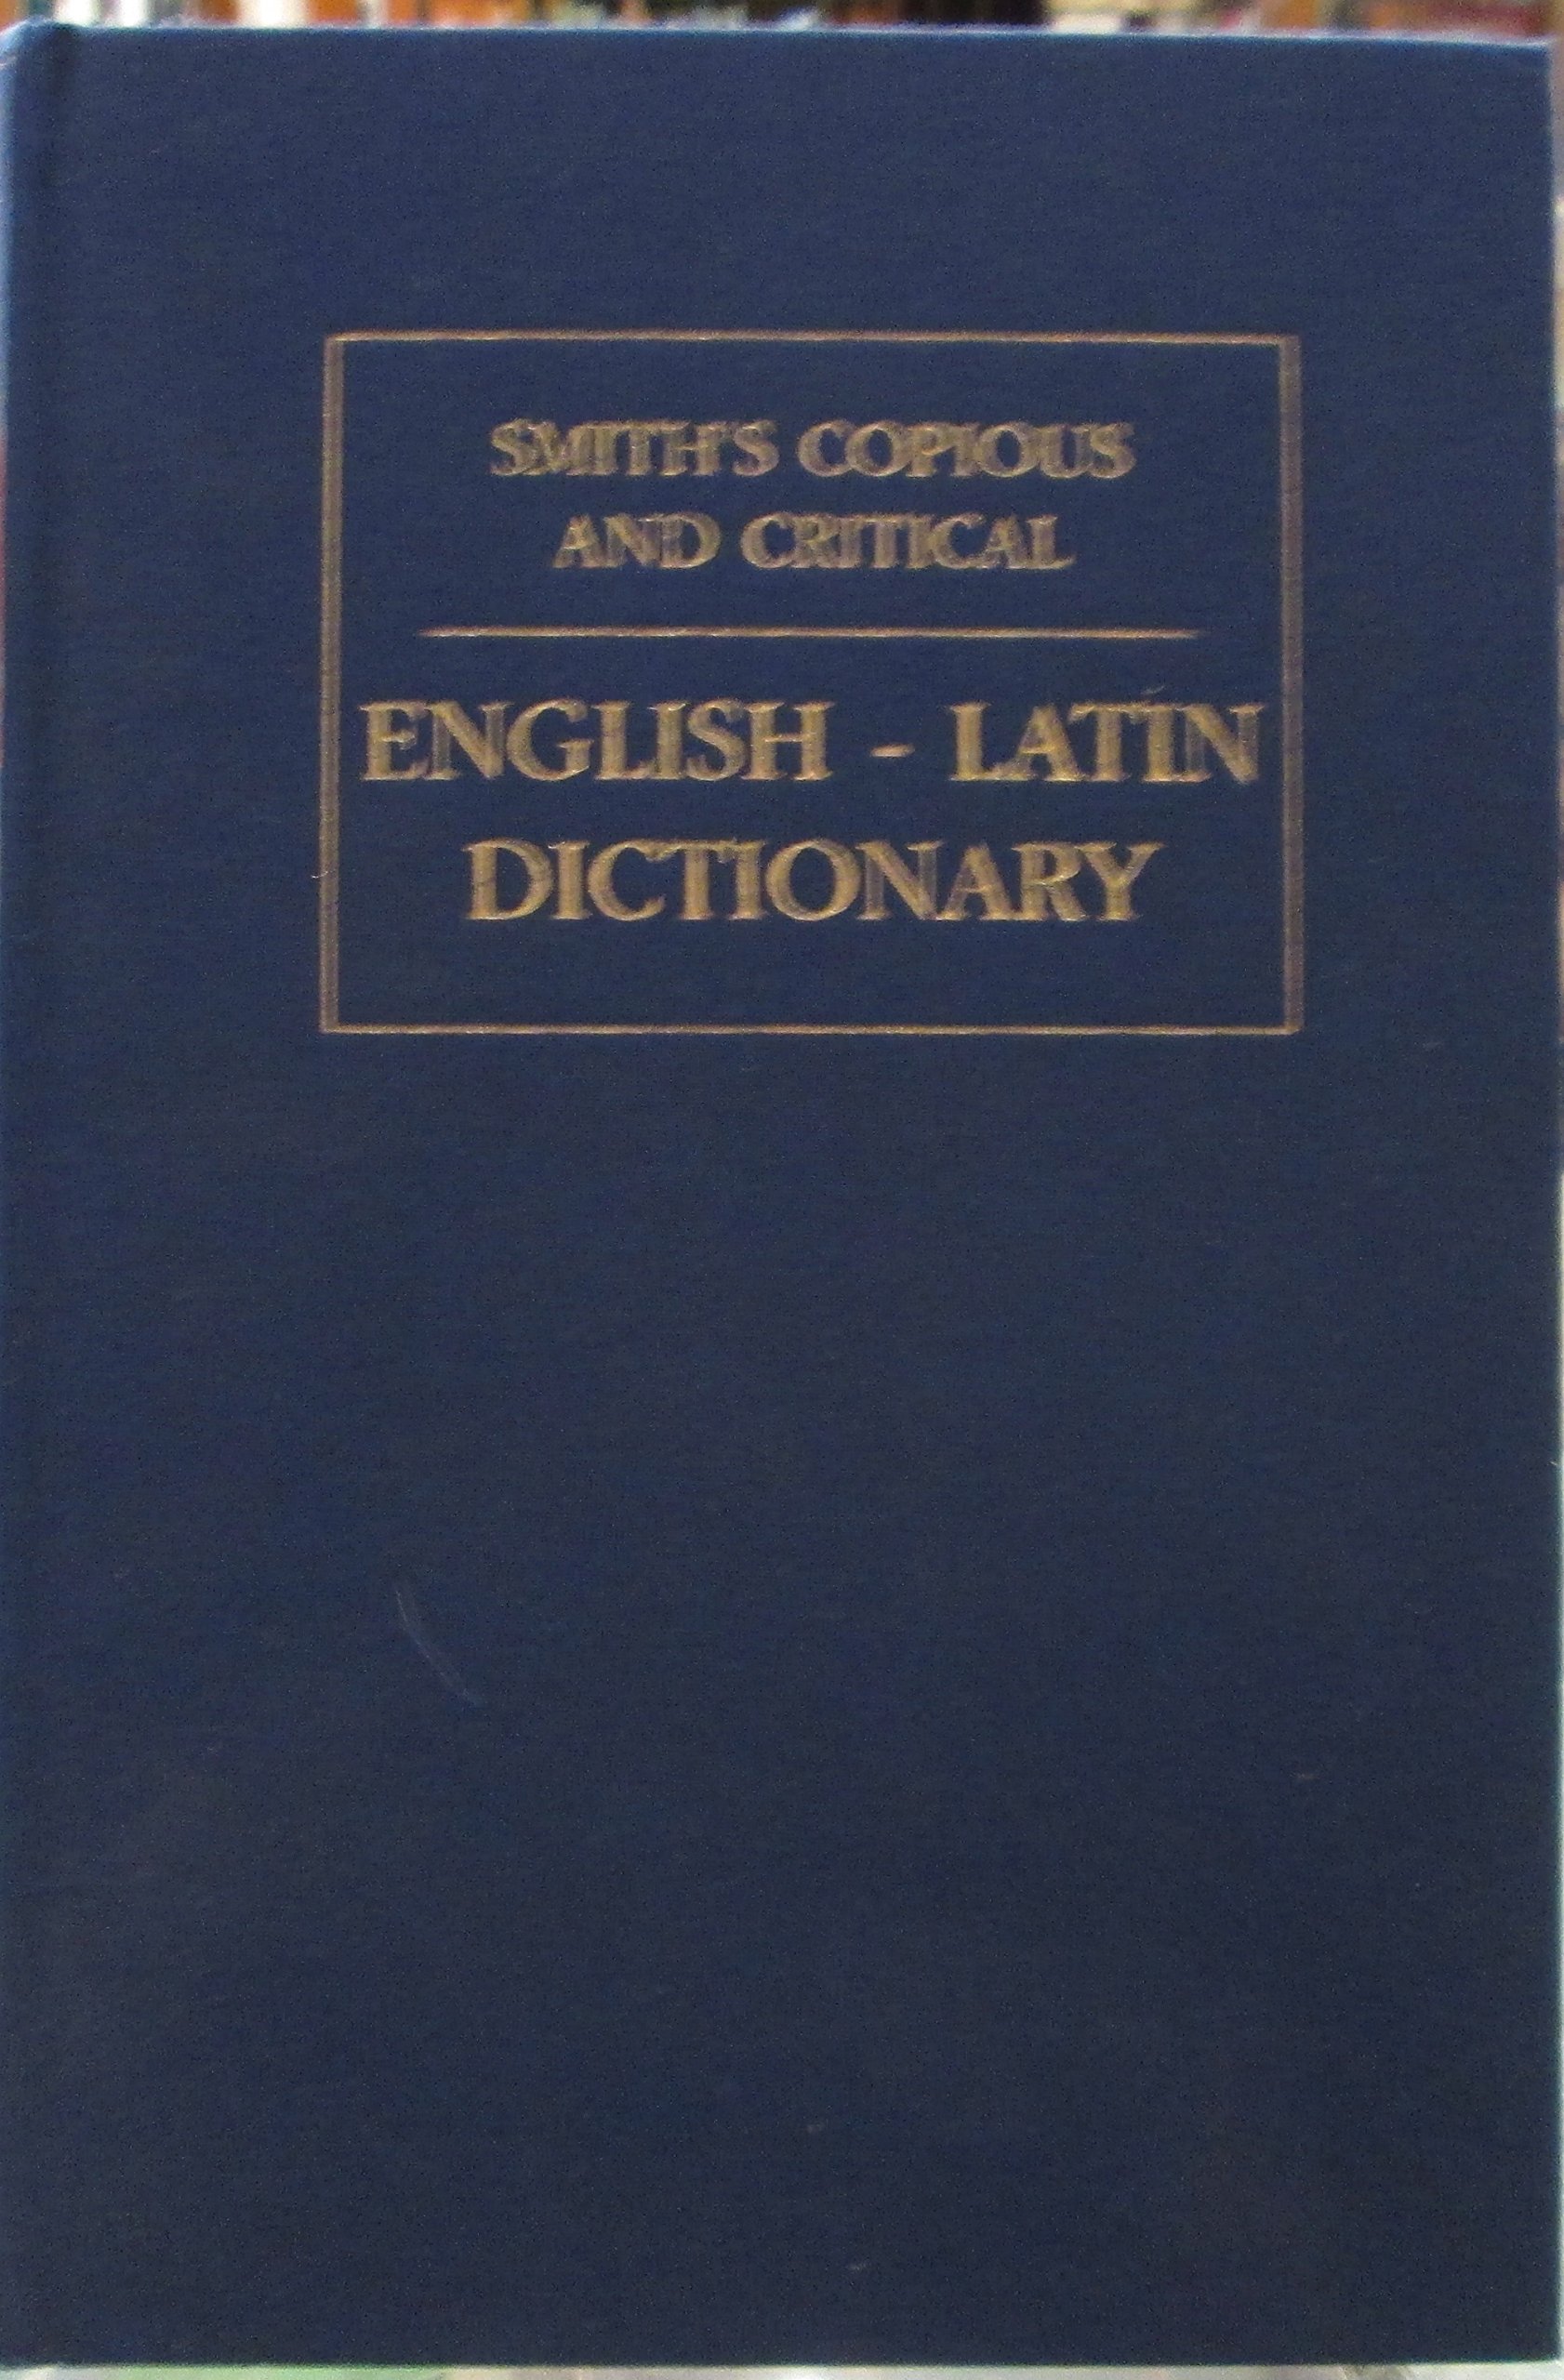 SMITH'S COPIOUS
AND CRITICAL
ENGLISH - LATIN
DICTIONARY